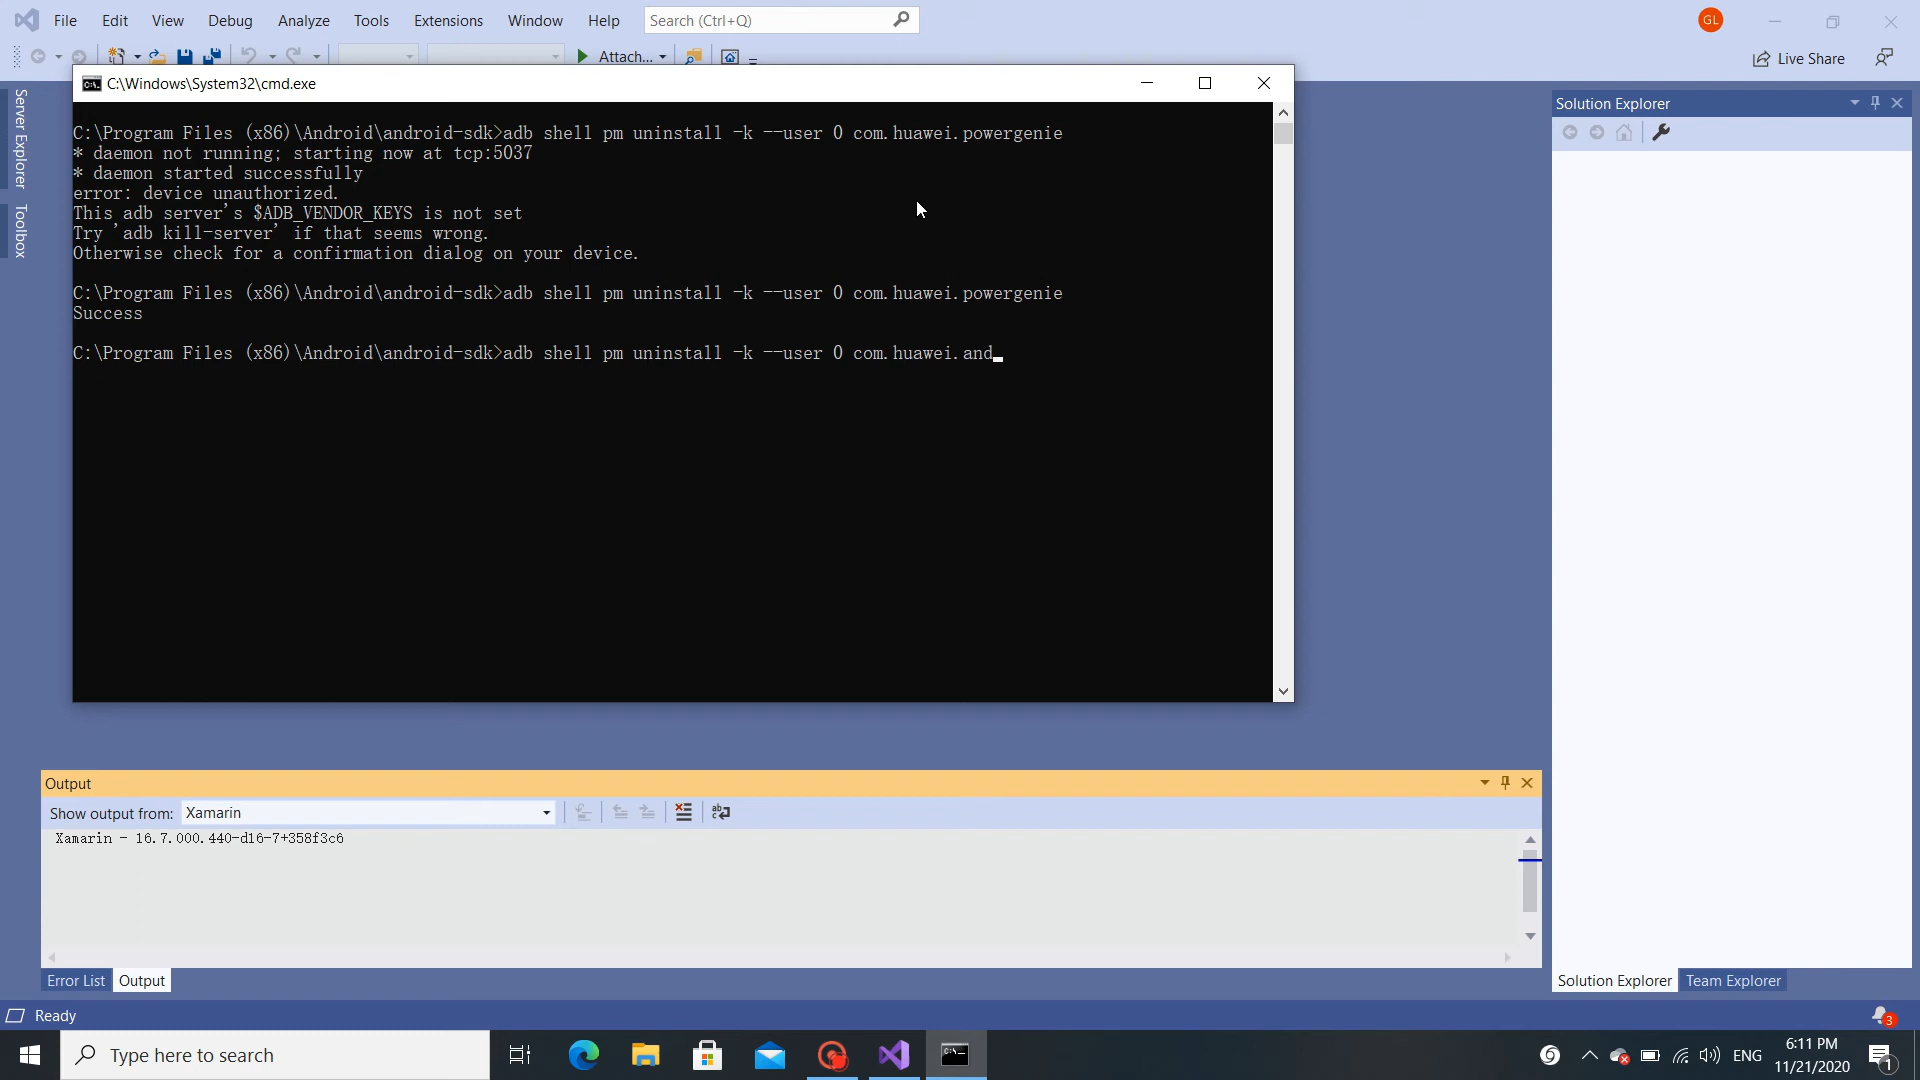 File Edit View Debug Analyze Tools Extensions Window Help Search (Ctrl+Q) GL
Attach... Live Share
C:\Windows\System32\cmd.exe
C:\Program Files (x86)\Android\android-sdk>adb shell pm uninstall -k --user 0 com.huawei.powergenie
* daemon not running; starting now at tcp:5037
* daemon started successfully
error: device unauthorized.
This adb server's $ADB_VENDOR_KEYS is not set
Try 'adb kill-server' if that seems wrong.
Otherwise check for a confirmation dialog on your device.
C:\Program Files (x86)\Android\android-sdk>adb shell pm uninstall -k --user 0 com.huawei.powergenie
Success
C:\Program Files (x86)\Android\android-sdk>adb shell pm uninstall -k --user 0 com.huawei.and_
Server Explorer
Toolbox
Solution Explorer
Output
Show output from: Xamarin
Xamarin - 16.7.000.440-d16-7+358f3c6
Error List Output
Solution Explorer Team Explorer
Ready
3
Type here to search
ENG
6:11 PM
11/21/2020
1